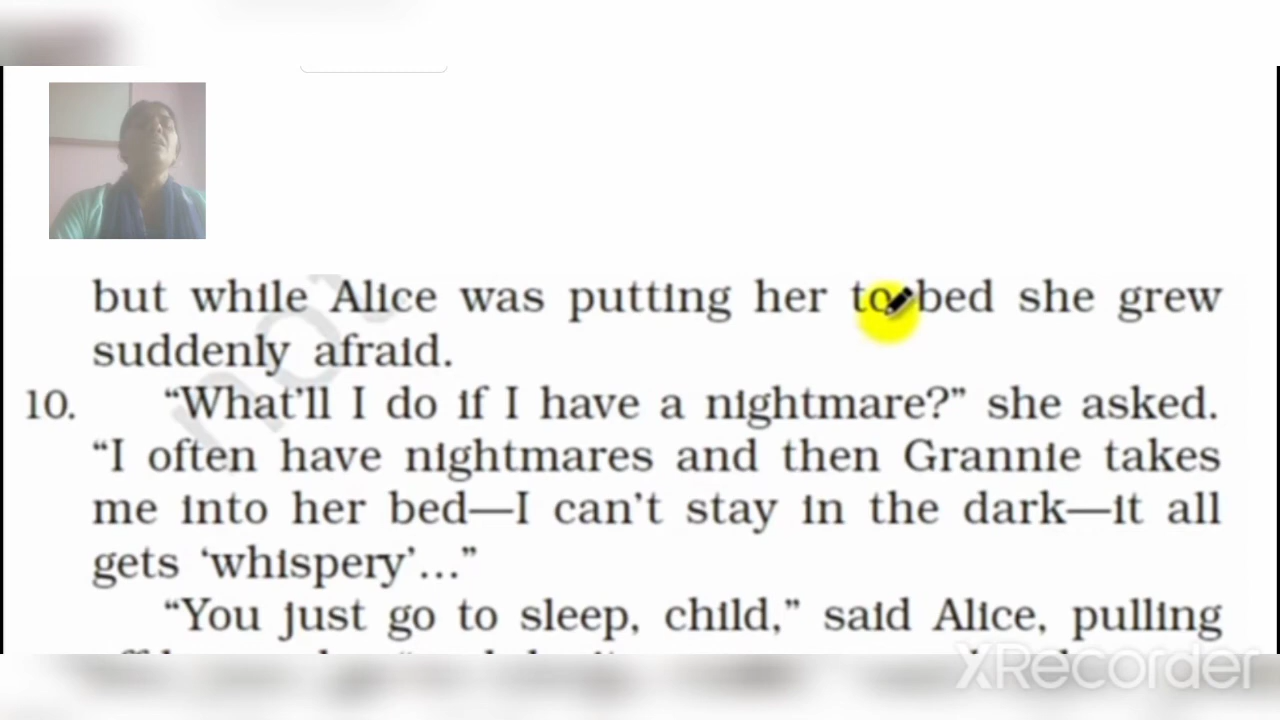 but while Alice was putting her to bed she grew
suddenly afraid.
10. “What’ll I do if I have a nightmare?” she asked.
“I often have nightmares and then Grannie takes
me into her bed—I can’t stay in the dark—it all
gets ‘whispery’...”
“You just go to sleep, child,” said Alice, pulling
XRecorder
not